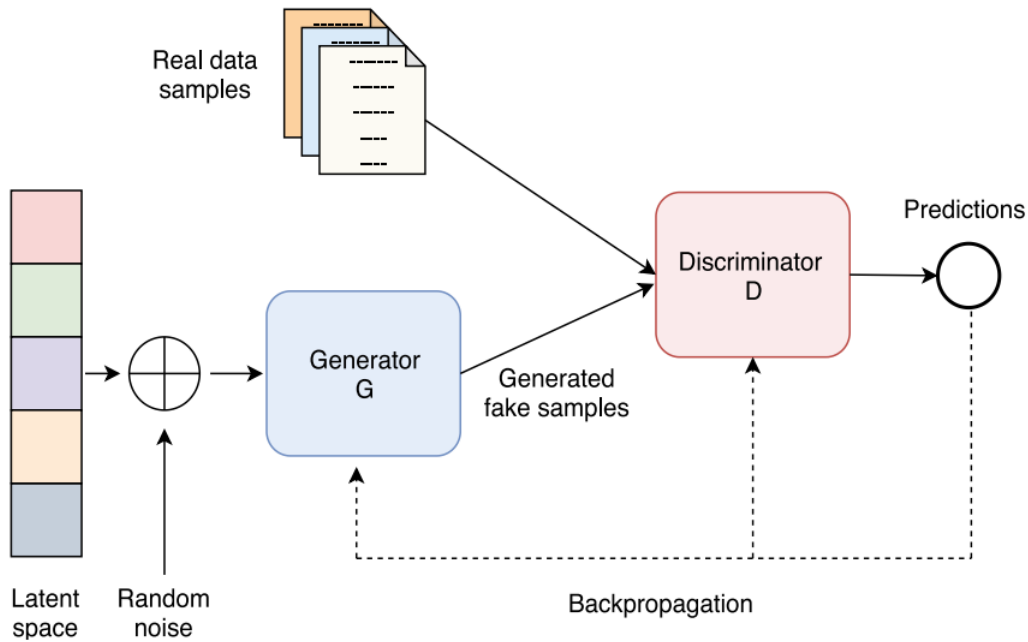 Real data
samples
Predictions
Discriminator
D
Generator
G
Generated
fake samples
Latent
space
Random
noise
Backpropagation